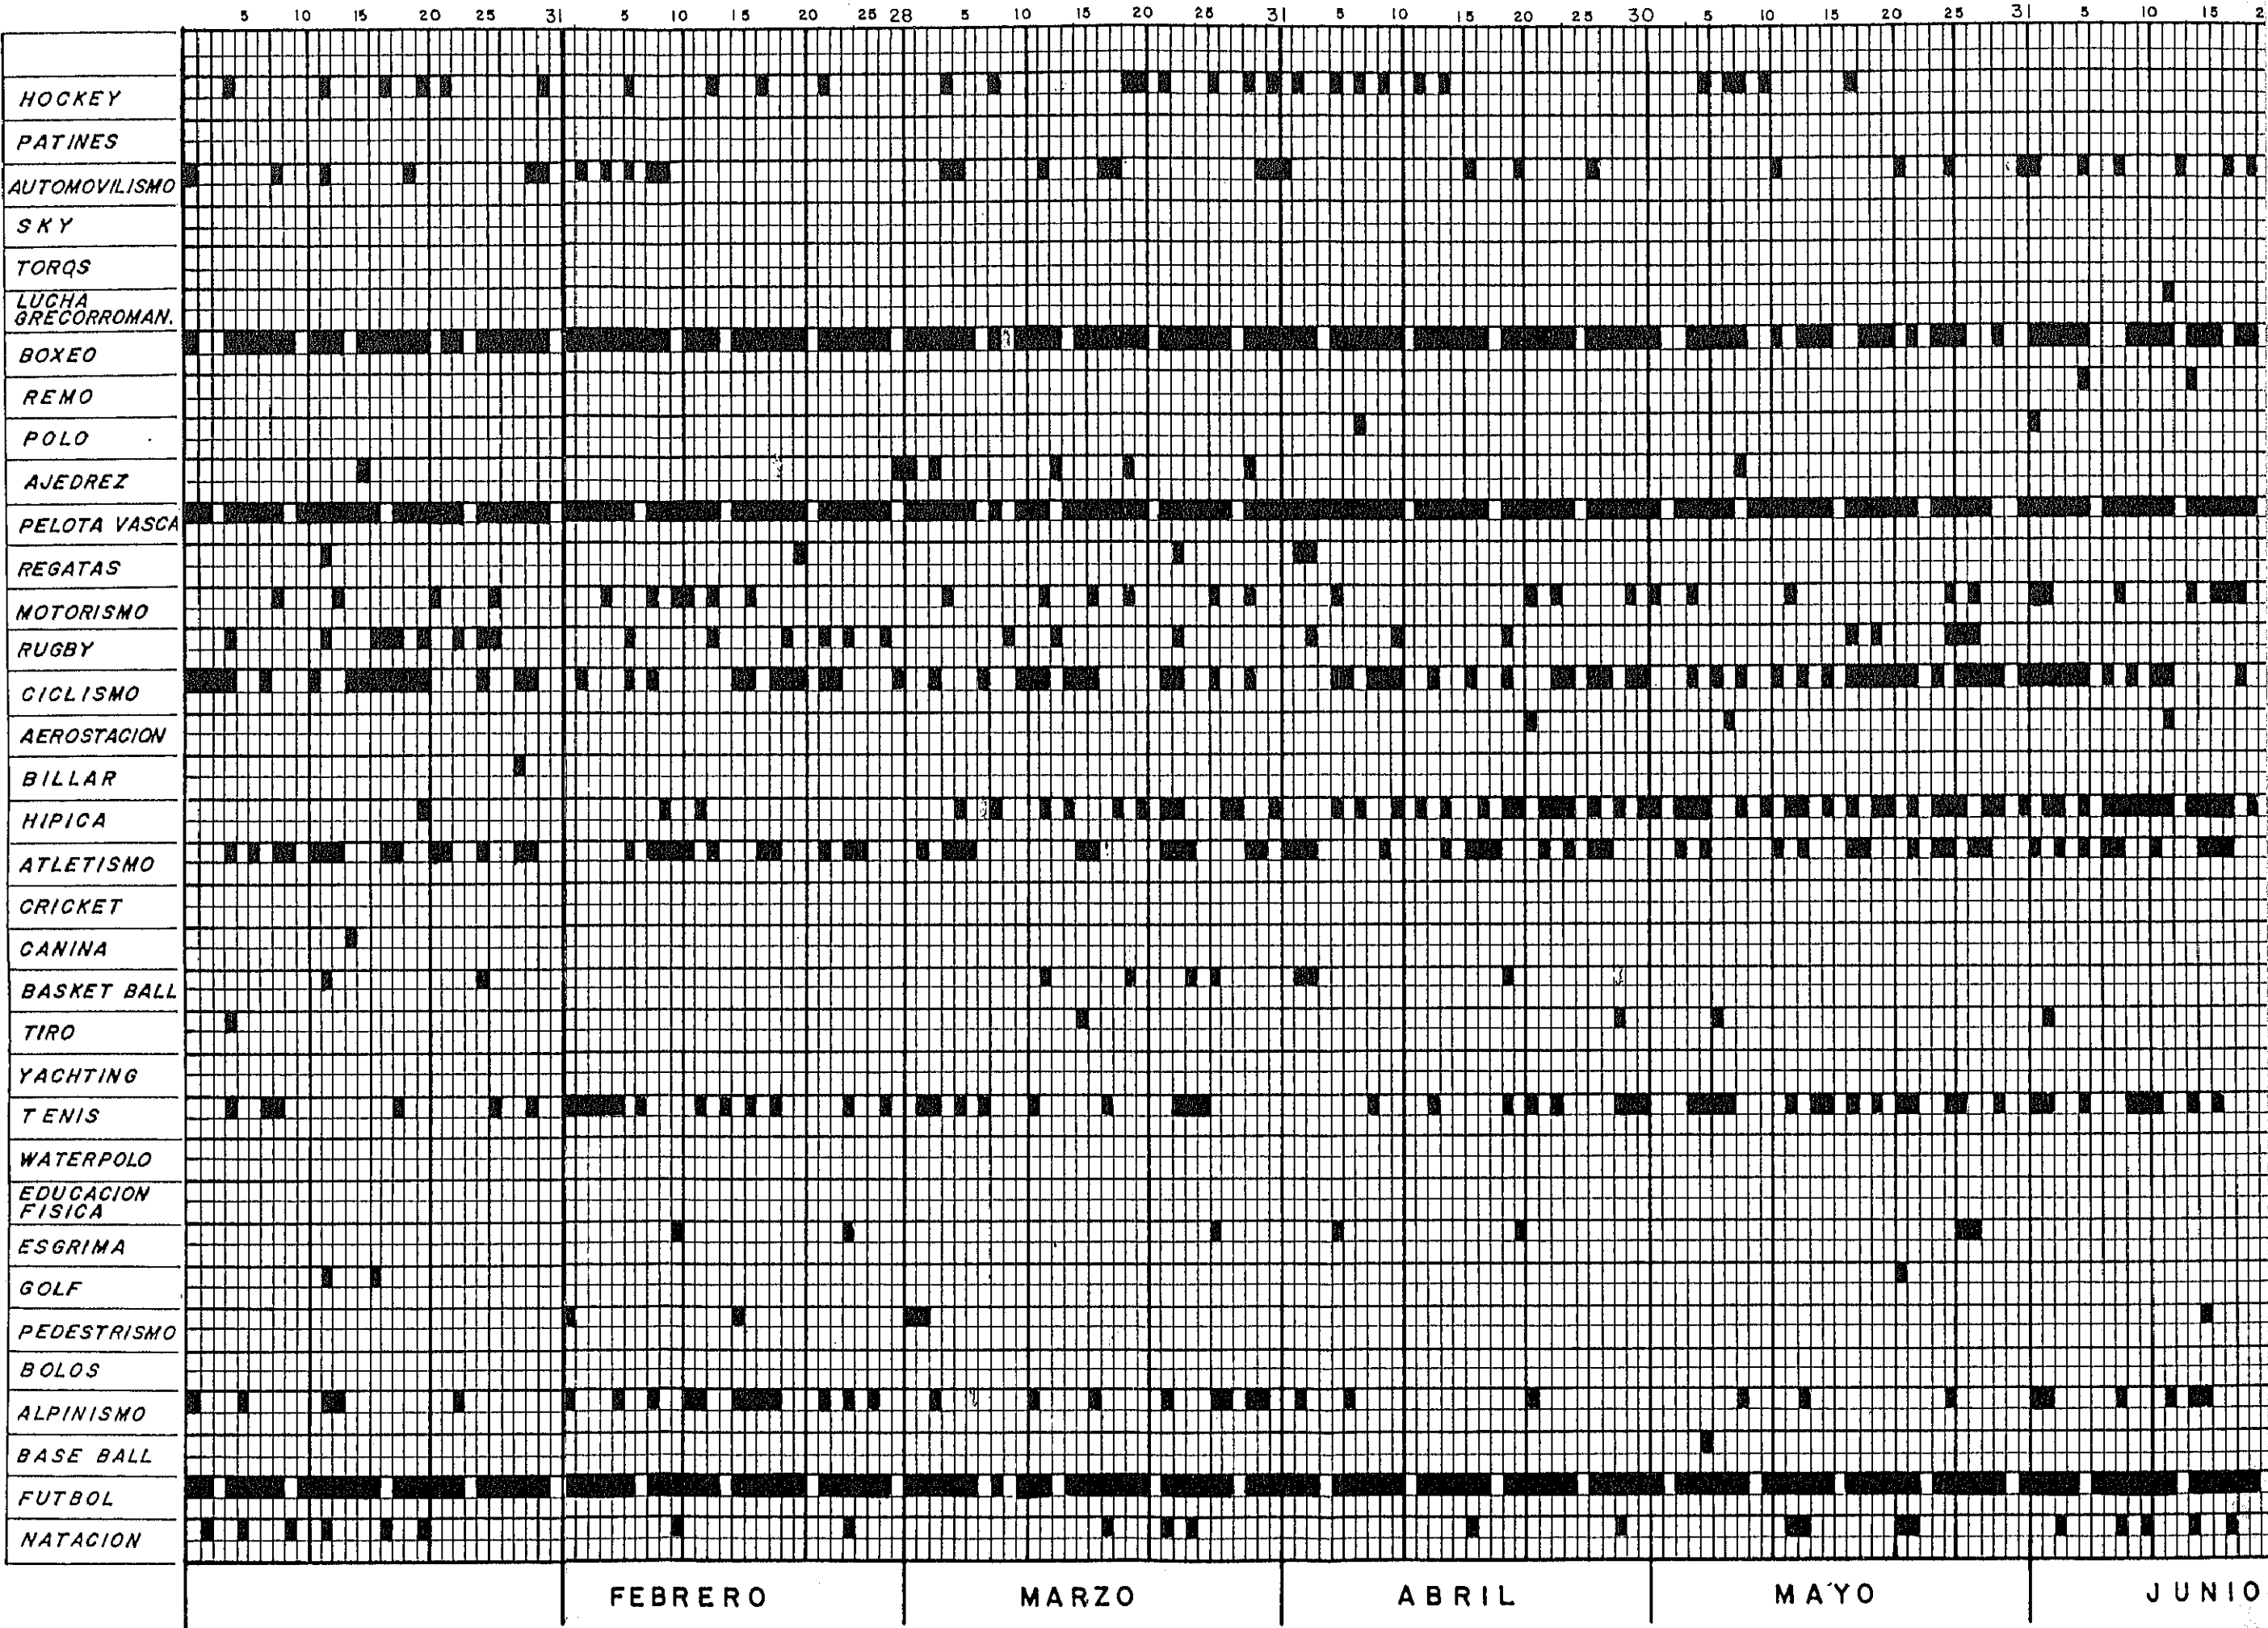 5 10 15 20 25 31 5 10 15 20 25 28 5 10 15 20 25 31 5 10 15 20 25 30 5 10 15 20 25 31 5 10 15 2
HOCKEY
PATINES
AUTOMOVILISMO
SKY
TOROS
LUCHA
GRECORROMAN.
BOXEO
REMO
POLO
AJEDREZ
PELOTA VASCA
REGATAS
MOTORISMO
RUGBY
CICLISMO
AEROSTACION
BILLAR
HIPICA
ATLETISMO
CRICKET
CANINA
BASKET BALL
TIRO
YACHTING
TENIS
WATERPOLO
EDUCACION
FISICA
ESGRIMA
GOLF
PEDESTRISMO
BOLOS
ALPINISMO
BASE BALL
FUTBOL
NATACION
FEBRERO MARZO ABRIL MAYO JUNIO